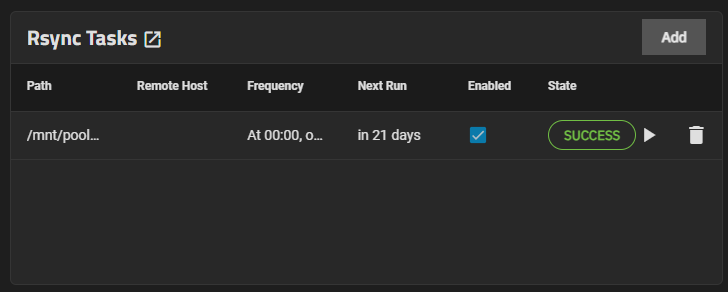 Rsync Tasks
Add
Path Remote Host Frequency Next Run Enabled State
/mnt/pool... At 00:00, o... in 21 days SUCCESS